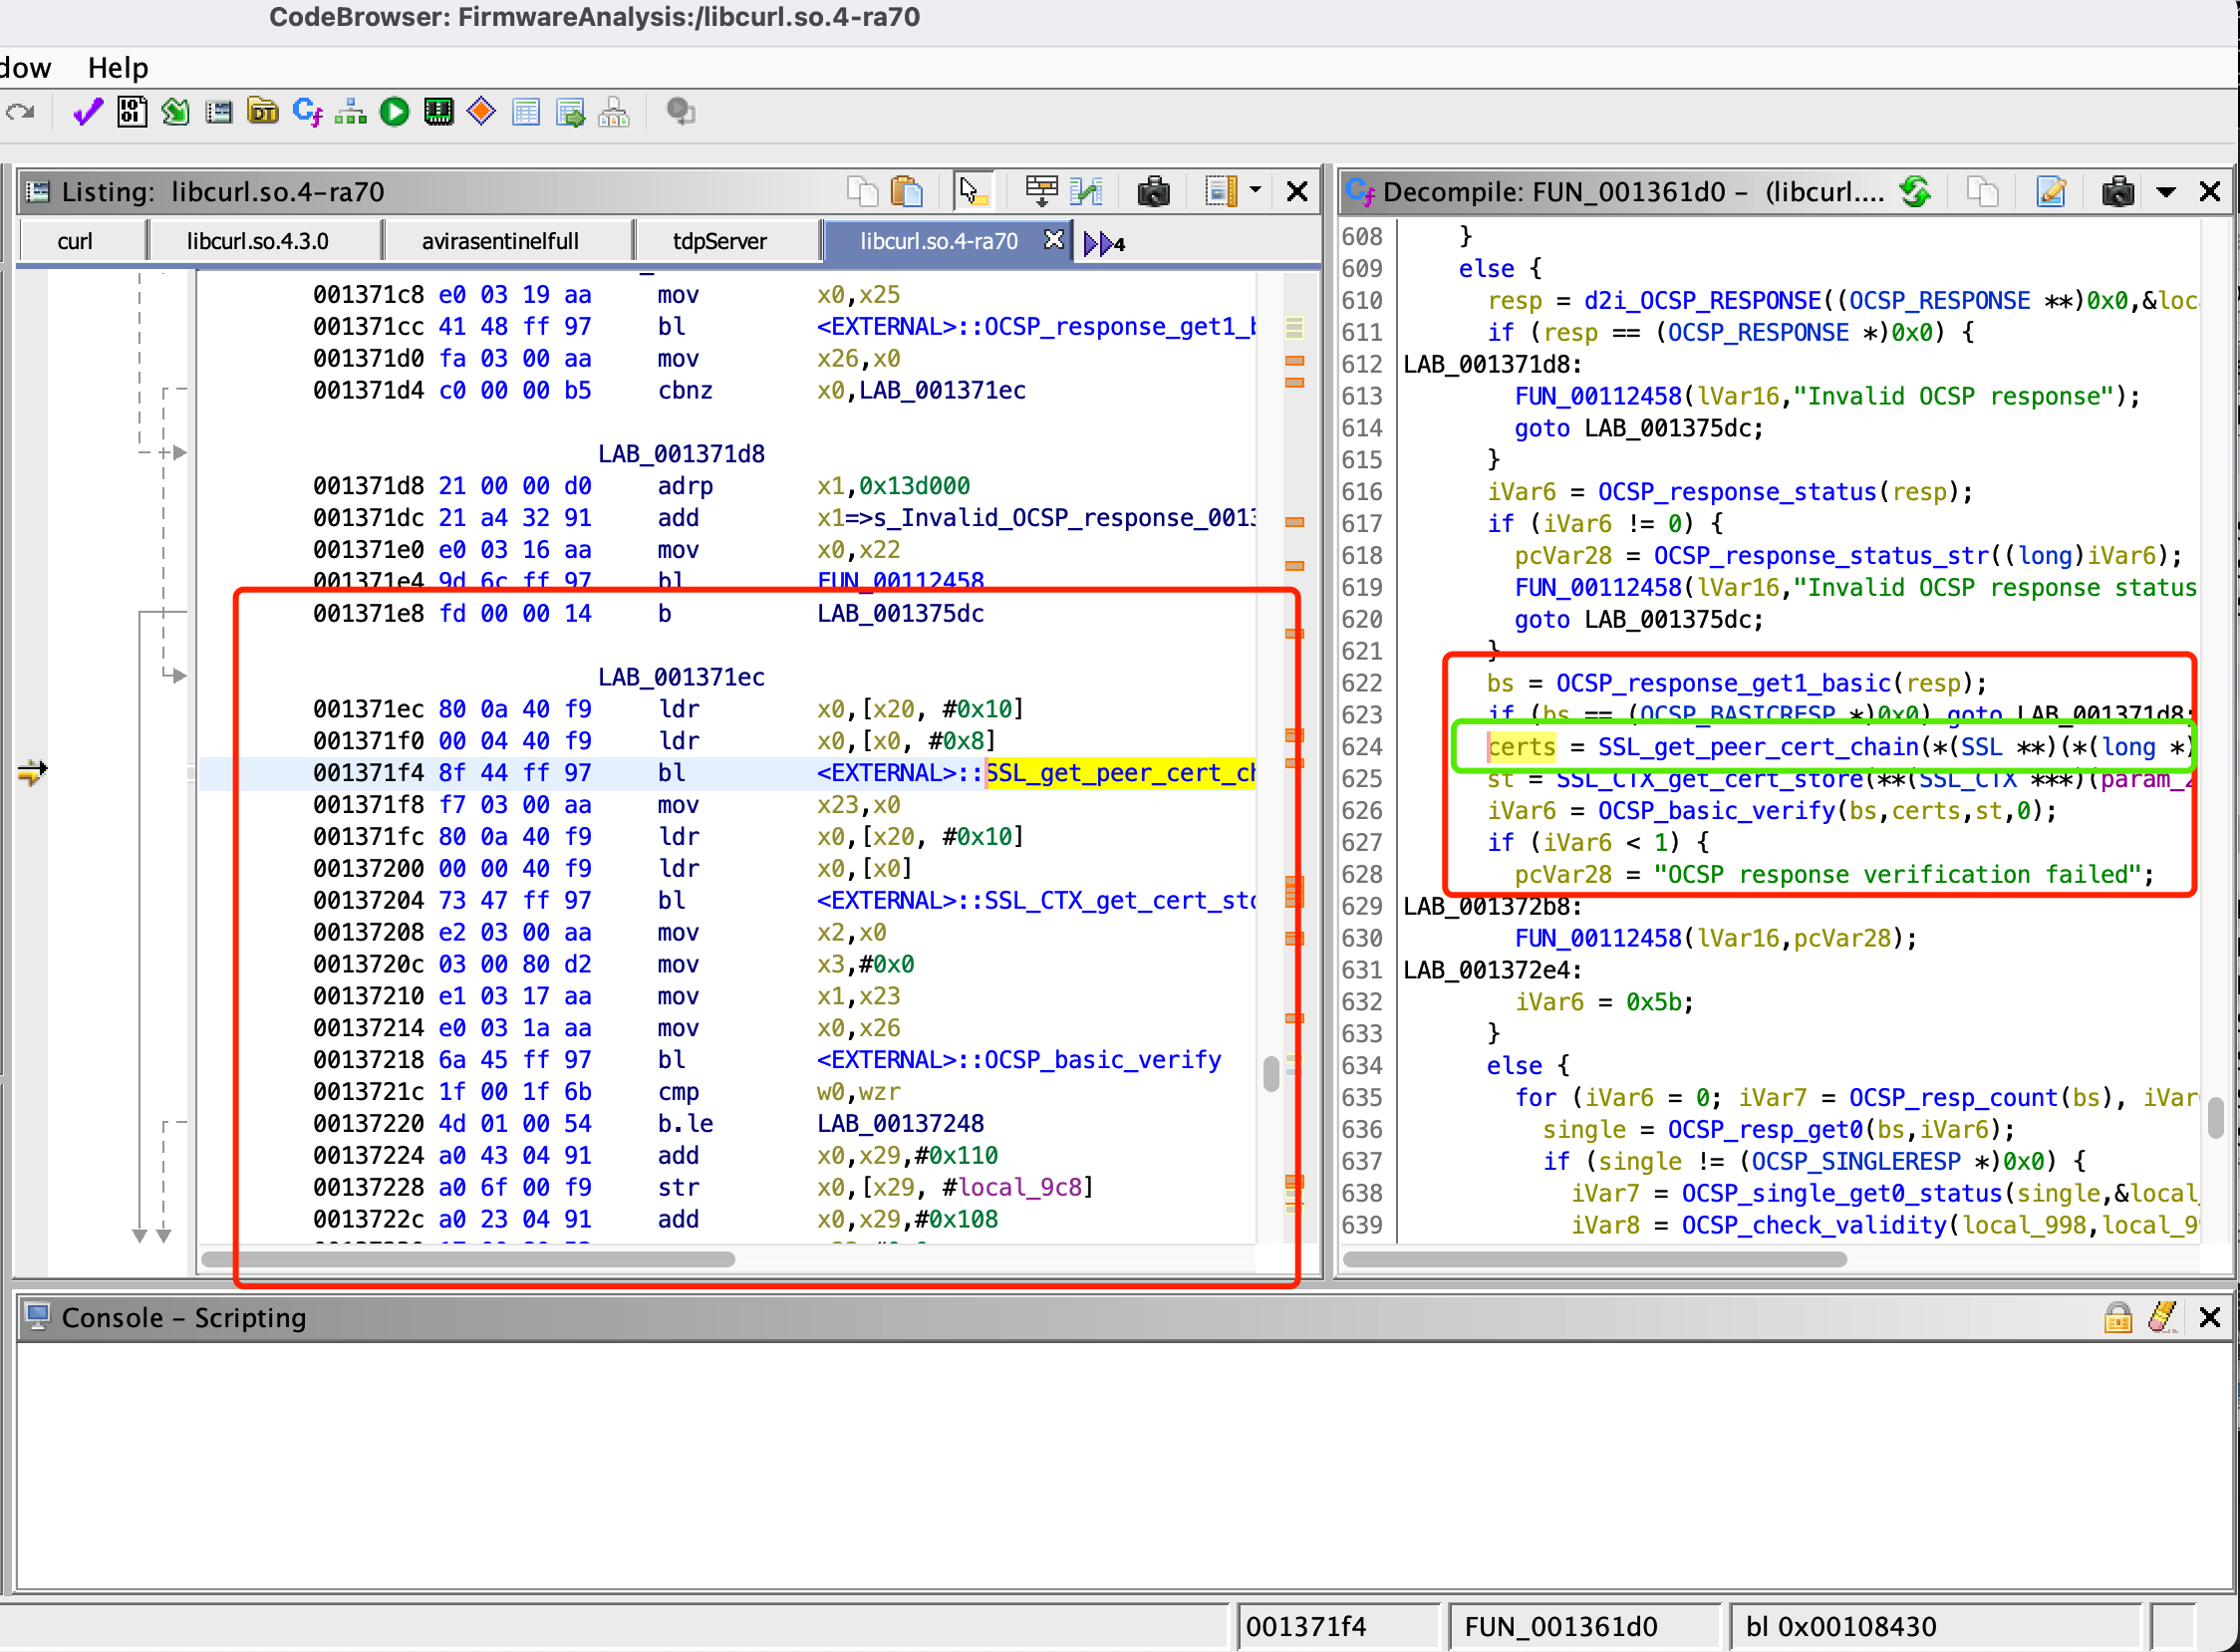 CodeBrowser: FirmwareAnalysis:/libcurl.so.4-ra70
dow Help
Listing: libcurl.so.4-ra70
curl libcurl.so.4.3.0 avirasentinelfull tdpServer libcurl.so.4-ra70 4
001371c8 e0 03 19 aa mov x0,x25
001371cc 41 48 ff 97 bl <EXTERNAL>::OCSP_response_get1_b
001371d0 fa 03 00 aa mov x26,x0
001371d4 c0 00 00 b5 cbnz x0,LAB_001371ec
LAB_001371d8
001371d8 21 00 00 d0 adrp x1,0x13d000
001371dc 21 a4 32 91 add x1=>s_Invalid_OCSP_response_0013
001371e0 e0 03 16 aa mov x0,x22
001371e4 9d 6c ff 97 bl FUN_00112458
001371e8 fd 00 00 14 b LAB_001375dc
LAB_001371ec
001371ec 80 0a 40 f9 ldr x0,[x20, #0x10]
001371f0 00 04 40 f9 ldr x0,[x0, #0x8]
001371f4 8f 44 ff 97 bl <EXTERNAL>::SSL_get_peer_cert_ch
001371f8 f7 03 00 aa mov x23,x0
001371fc 80 0a 40 f9 ldr x0,[x20, #0x10]
00137200 00 00 40 f9 ldr x0,[x0]
00137204 73 47 ff 97 bl <EXTERNAL>::SSL_CTX_get_cert_sto
00137208 e2 03 00 aa mov x2,x0
0013720c 03 00 80 d2 mov x3,#0x0
00137210 e1 03 17 aa mov x1,x23
00137214 e0 03 1a aa mov x0,x26
00137218 6a 45 ff 97 bl <EXTERNAL>::OCSP_basic_verify
0013721c 1f 00 1f 6b cmp w0,wzr
00137220 4d 01 00 54 b.le LAB_00137248
00137224 a0 43 04 91 add x0,x29,#0x110
00137228 a0 6f 00 f9 str x0,[x29, #local_9c8]
0013722c a0 23 04 91 add x0,x29,#0x108
Decompile: FUN_001361d0 – (libcurl....
608 }
609 else {
610 resp = d2i_OCSP_RESPONSE((OCSP_RESPONSE **)0x0,&loc
611 if (resp == (OCSP_RESPONSE *)0x0) {
612 LAB_001371d8:
613 FUN_00112458(lVar16,"Invalid OCSP response");
614 goto LAB_001375dc;
615 }
616 iVar6 = OCSP_response_status(resp);
617 if (iVar6 != 0) {
618 pcVar28 = OCSP_response_status_str((long)iVar6);
619 FUN_00112458(lVar16,"Invalid OCSP response status
620 goto LAB_001375dc;
621 }
622 bs = OCSP_response_get1_basic(resp);
623 if (bs == (OCSP_BASICRESP *)0x0) goto LAB_001371d8;
624 certs = SSL_get_peer_cert_chain(*(SSL **)(*(long *)
625 st = SSL_CTX_get_cert_store(**(SSL_CTX ***)(param_2
626 iVar6 = OCSP_basic_verify(bs,certs,st,0);
627 if (iVar6 < 1) {
628 pcVar28 = "OCSP response verification failed";
629 LAB_001372b8:
630 FUN_00112458(lVar16,pcVar28);
631 LAB_001372e4:
632 iVar6 = 0x5b;
633 }
634 else {
635 for (iVar6 = 0; iVar7 = OCSP_resp_count(bs), iVar
636 single = OCSP_resp_get0(bs,iVar6);
637 if (single != (OCSP_SINGLERESP *)0x0) {
638 iVar7 = OCSP_single_get0_status(single,&local_
639 iVar8 = OCSP_check_validity(local_998,local_9
Console – Scripting
001371f4 FUN_001361d0 bl 0x00108430